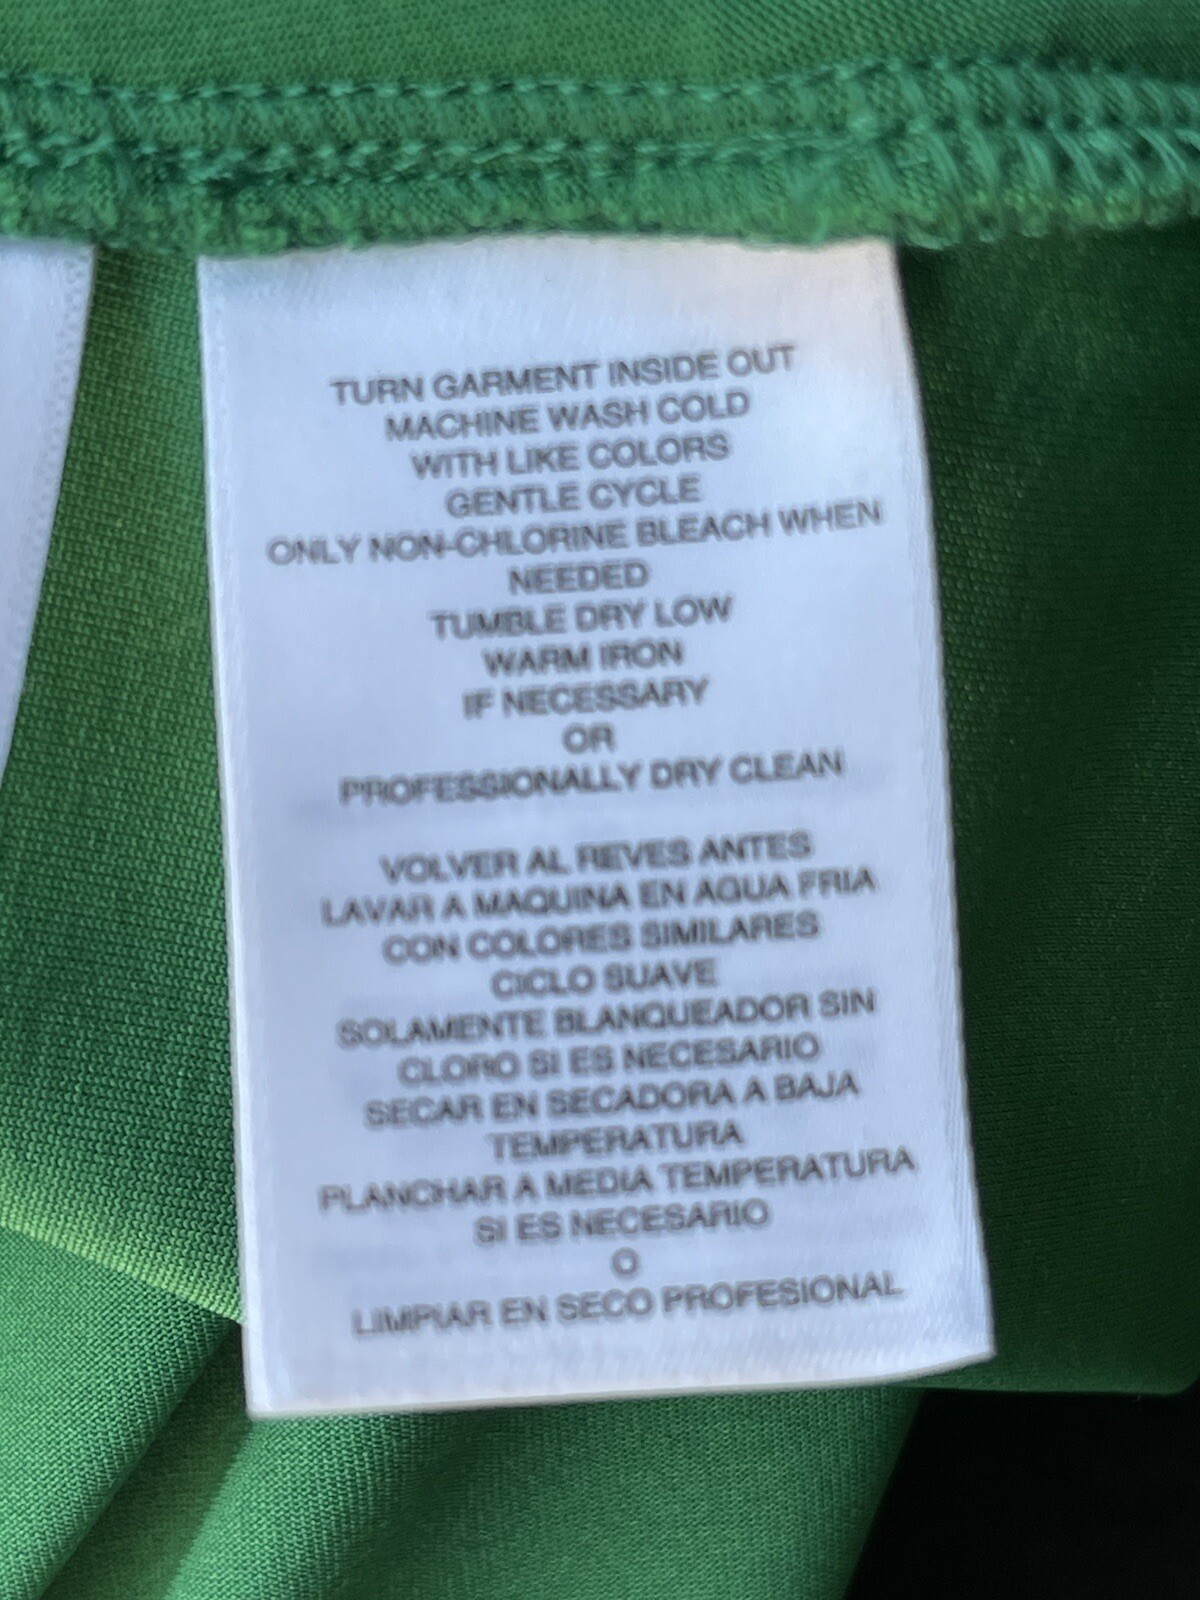 TURN GARMENT INSIDE OUT
MACHINE WASH COLD
WITH LIKE COLORS
GENTLE CYCLE
ONLY NON-CHLORINE BLEACH WHEN
NEEDED
TUMBLE DRY LOW
WARM IRON
IF NECESSARY
OR
PROFESSIONALLY DRY CLEAN
VOLVER AL REVES ANTES
LAVAR A MAQUINA EN AGUA FRIA
CON COLORES SIMILARES
CICLO SUAVE
SOLAMENTE BLANQUEADOR SIN
CLORO SI ES NECESARIO
SECAR EN SECADORA A BAJA
TEMPERATURA
PLANCHAR A MEDIA TEMPERATURA
SI ES NECESARIO
O
LIMPIAR EN SECO PROFESIONAL